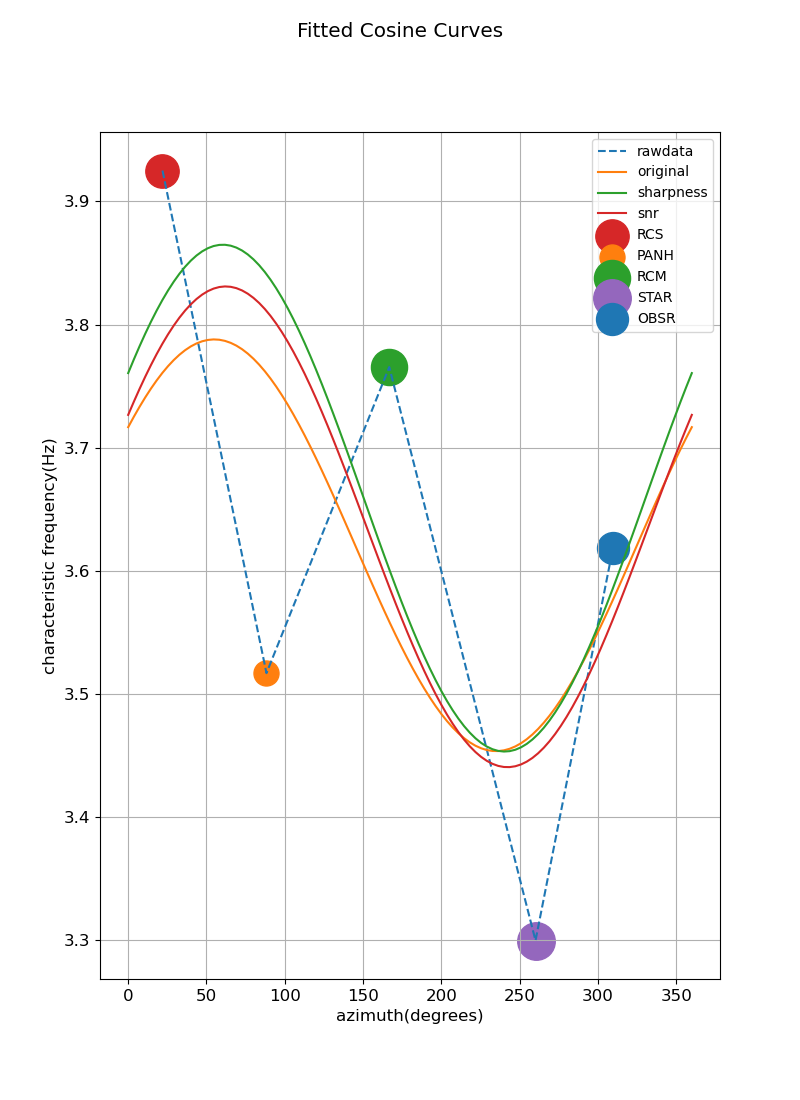 Fitted Cosine Curves
rawdata
original
sharpness
snr
RCS
PANH
RCM
STAR
OBSR
characteristic frequency(Hz)
3.9
3.8
3.7
3.6
3.5
3.4
3.3
0 50 100 150 200 250 300 350
azimuth(degrees)